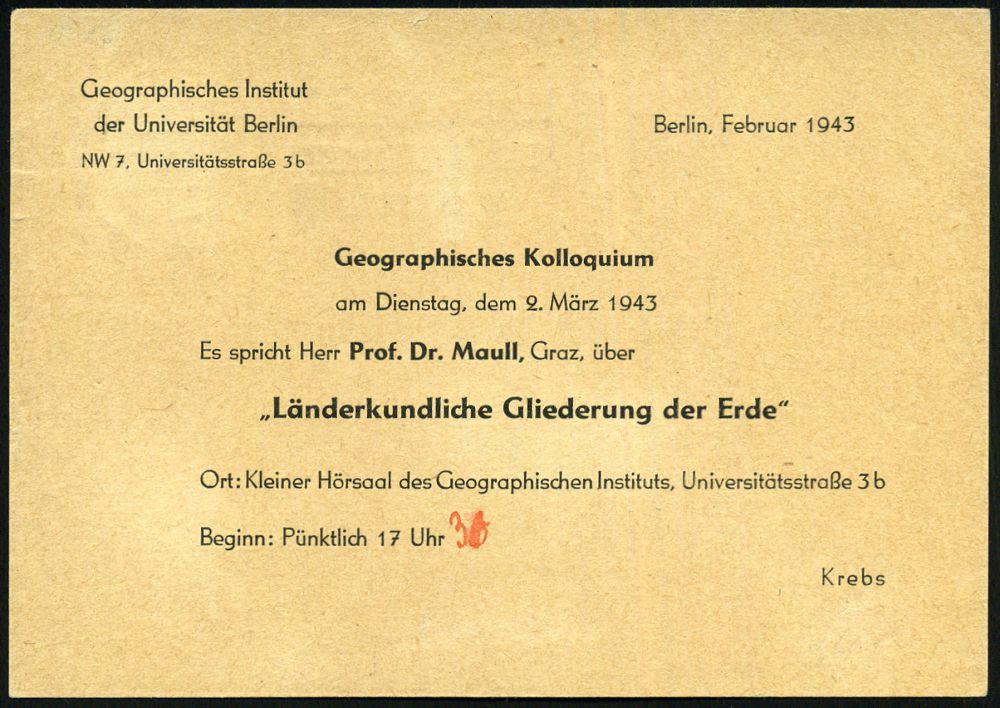 Geographisches Institut
der Universität Berlin
NW 7, Universitätsstraße 3b
Berlin, Februar 1943
Geographisches Kolloquium
am Dienstag, dem 2. März 1943
Es spricht Herr Prof. Dr. Maull, Graz, über
„Länderkundliche Gliederung der Erde“
Ort: Kleiner Hörsaal des Geographischen Instituts, Universitätsstraße 3b
Beginn: Pünktlich 17 Uhr
Krebs